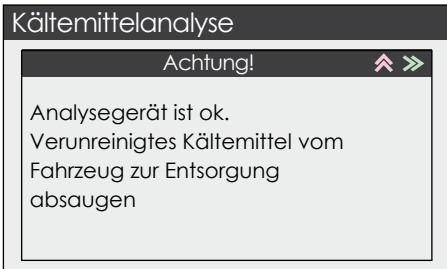 Kältemittelanalyse
Achtung!
Analysegerät ist ok.
Verunreinigtes Kältemittel vom
Fahrzeug zur Entsorgung
absaugen